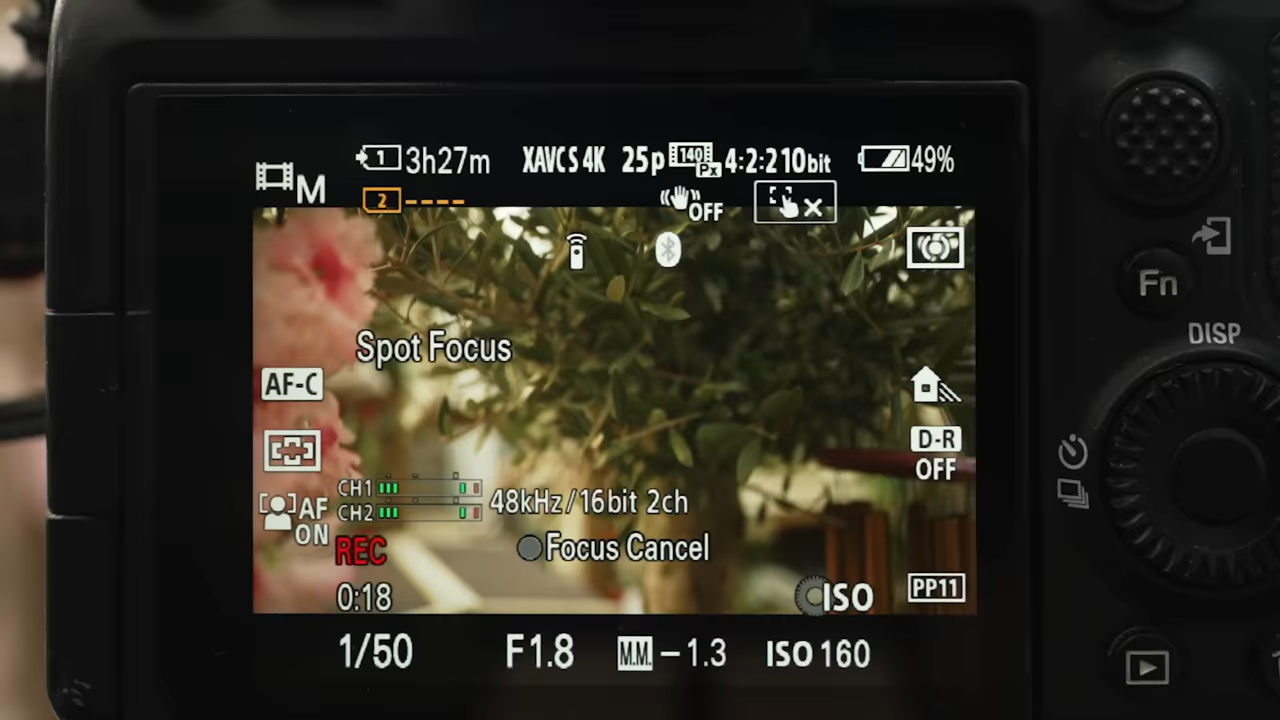 M 1 3h27m XAVC S 4K 25p 140 Px 4:2:2 10bit 49%
2 ---- OFF
Fn
DISP
Spot Focus
AF-C
D-R
OFF
CH1
CH2 48kHz/16bit 2ch
AF
ON
REC Focus Cancel
0:18 ISO PP11
1/50 F1.8 M.M. −1.3 ISO 160